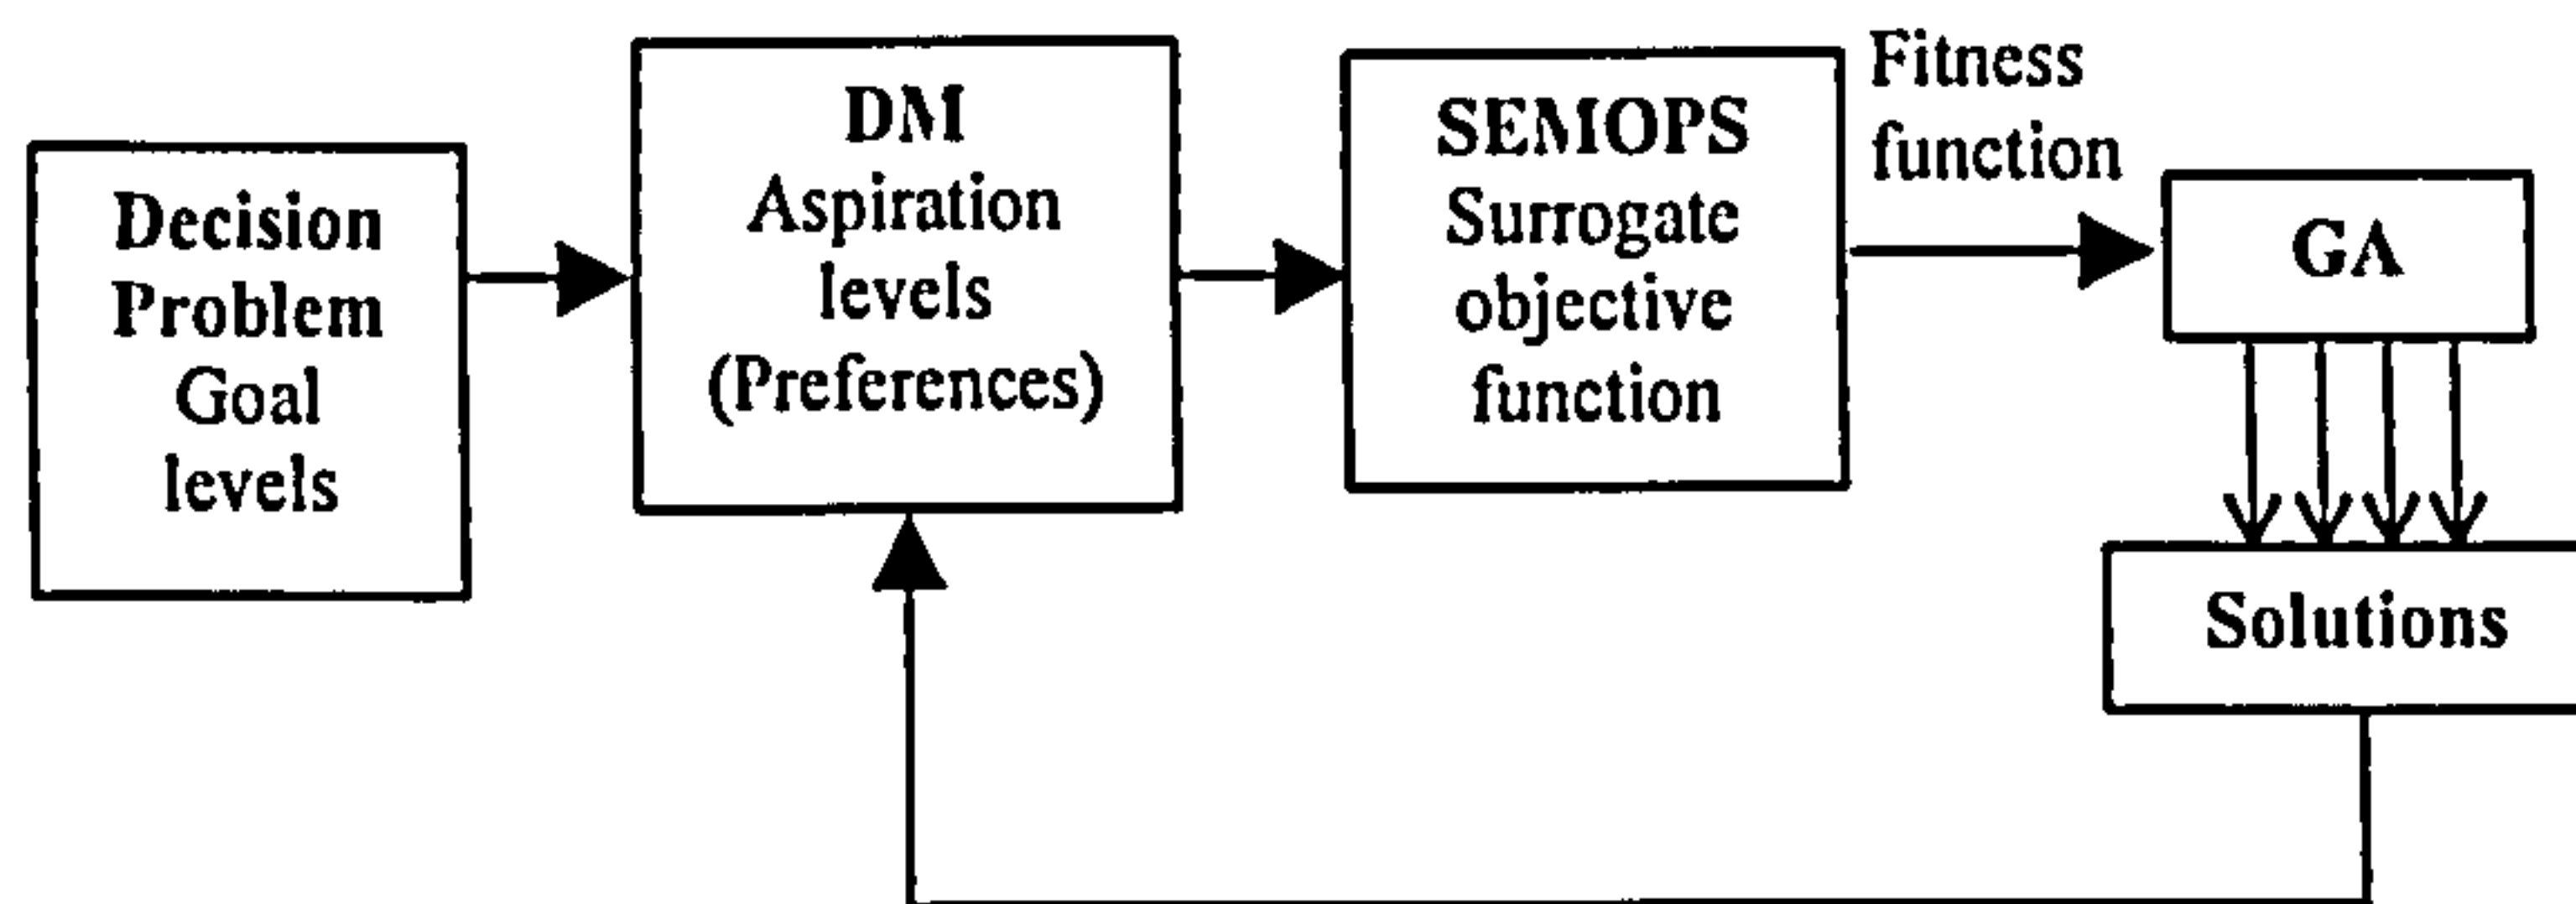 Decision
Problem
Goal
levels
DM
Aspiration
levels
(Preferences)
SEMOPS
Surrogate
objective
function
Fitness
function
GA
Solutions